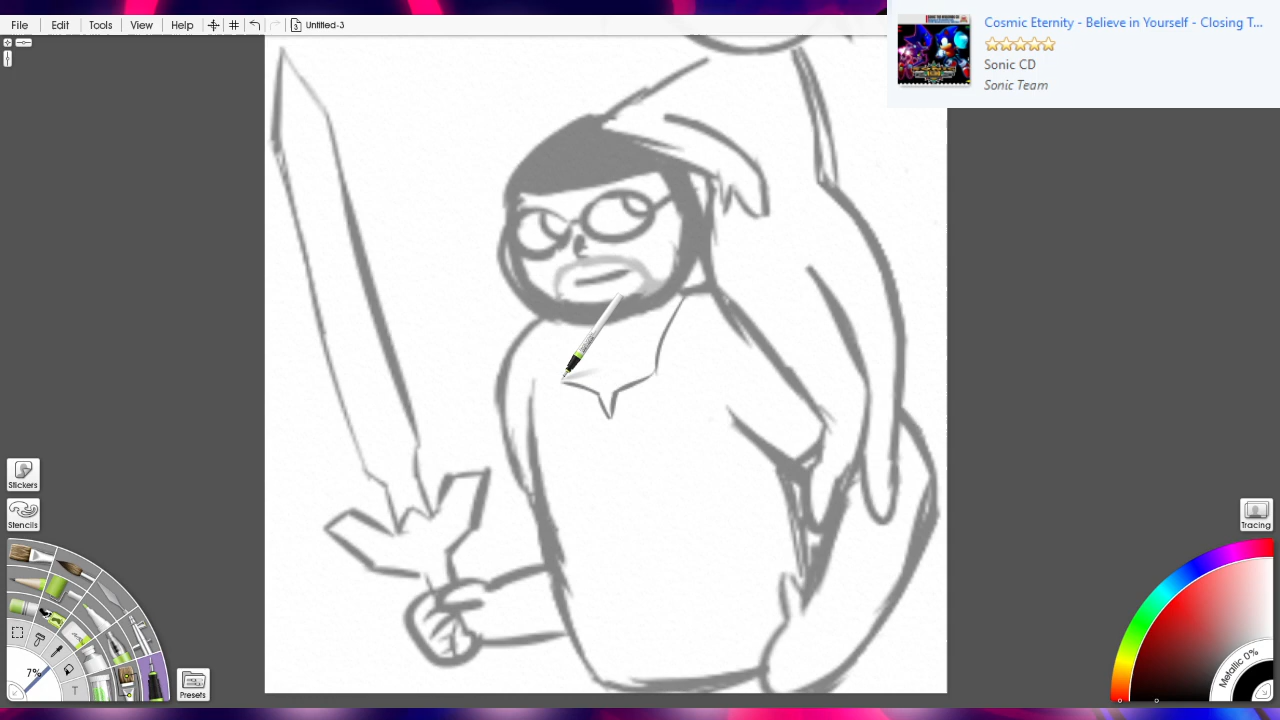 File Edit Tools View Help 3 Untitled-3
Cosmic Eternity - Believe in Yourself - Closing T...
Sonic CD
Sonic Team
Stickers
Stencils
Tracing
7%
T
Presets
Metallic 0%